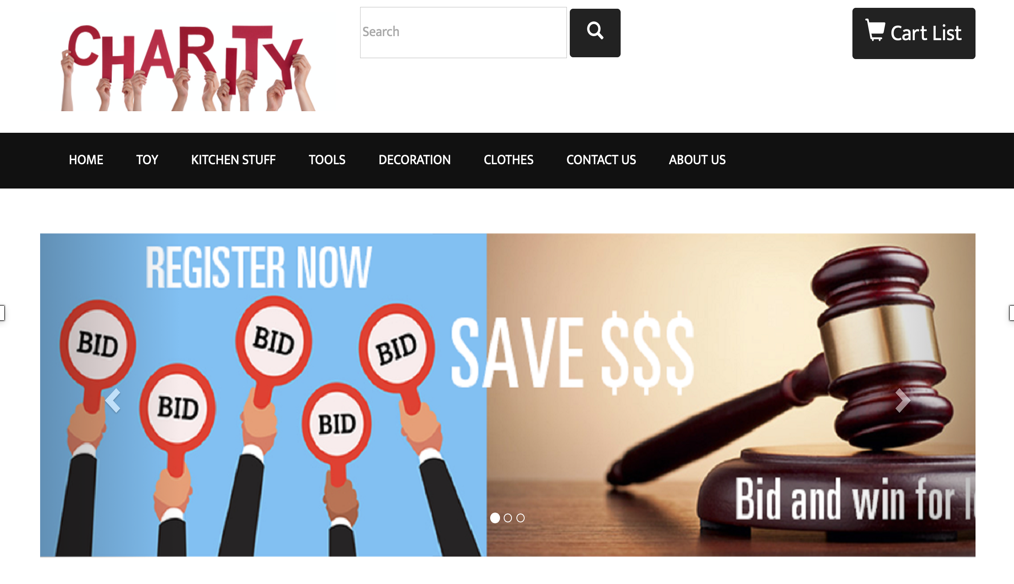 CHARITY
Search
Cart List
HOME TOY KITCHEN STUFF TOOLS DECORATION CLOTHES CONTACT US ABOUT US
REGISTER NOW
BID
BID
BID
BID
BID
SAVE $$$
Bid and win for